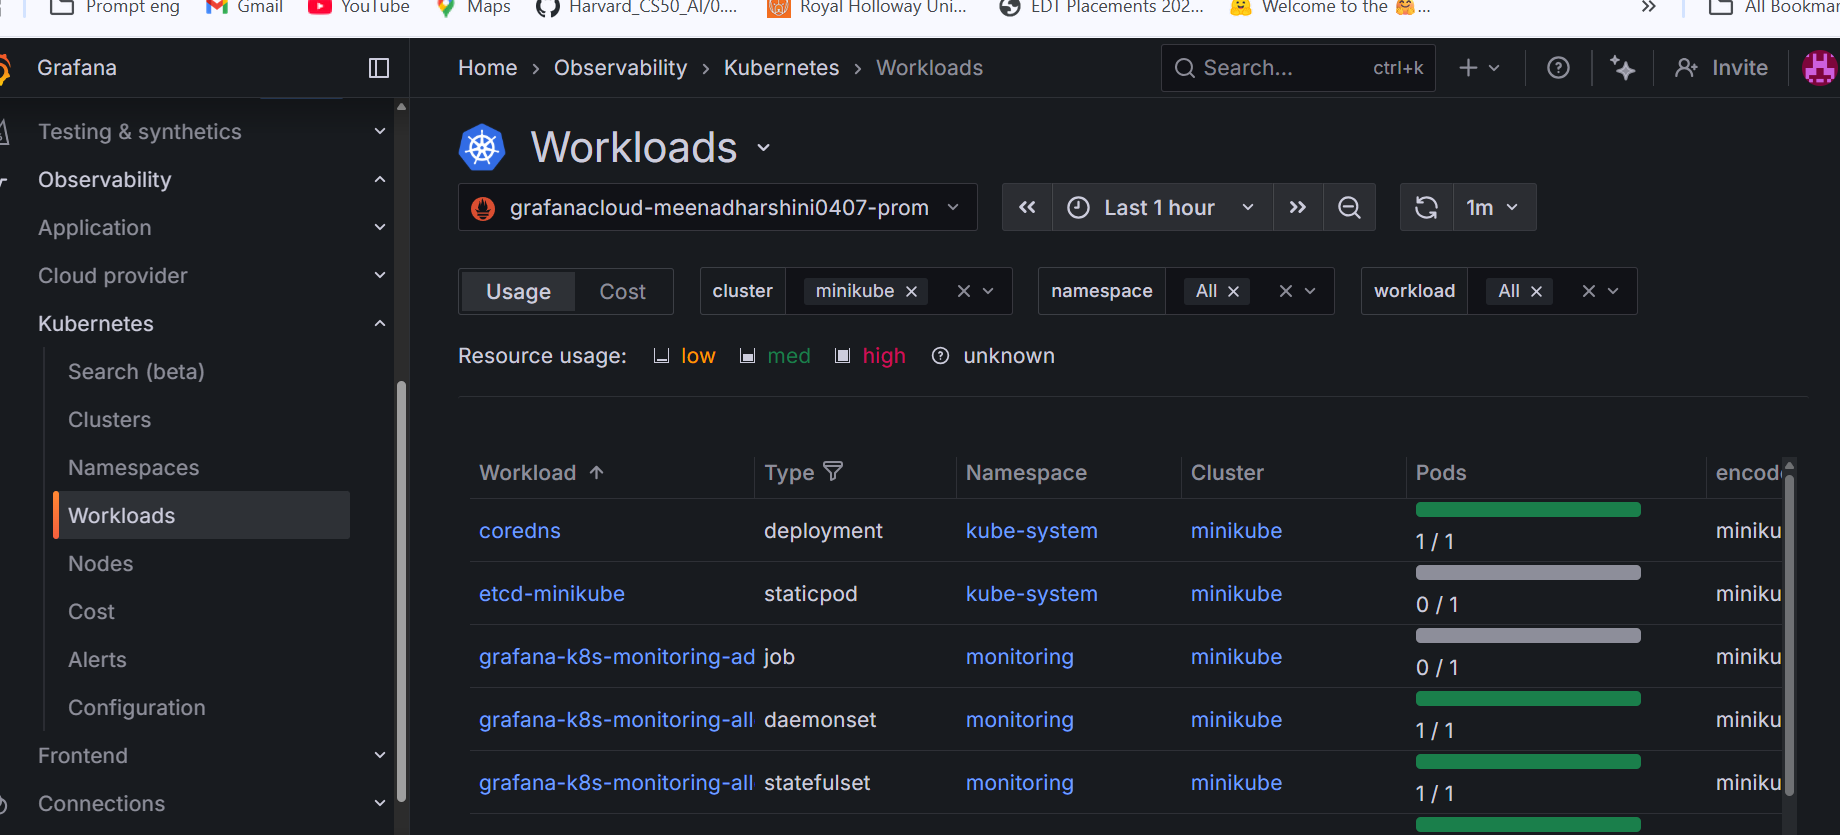 Prompt eng Gmail YouTube Maps Harvard_CS50_AI/0.... Royal Holloway Uni... EDT Placements 202... Welcome to the 🤗... All Bookmar
Grafana
Home › Observability › Kubernetes › Workloads
Search... ctrl+k
Invite
Testing & synthetics
Observability
Application
Cloud provider
Kubernetes
Search (beta)
Clusters
Namespaces
Workloads
Nodes
Cost
Alerts
Configuration
Frontend
Connections
Workloads
grafanacloud-meenadharshini0407-prom
Last 1 hour
1m
Usage Cost
cluster minikube
namespace All
workload All
Resource usage: low med high unknown
Workload Type Namespace Cluster Pods encod
coredns deployment kube-system minikube 1 / 1 miniku
etcd-minikube staticpod kube-system minikube 0 / 1 miniku
grafana-k8s-monitoring-ad job monitoring minikube 0 / 1 miniku
grafana-k8s-monitoring-all daemonset monitoring minikube 1 / 1 miniku
grafana-k8s-monitoring-all statefulset monitoring minikube 1 / 1 miniku